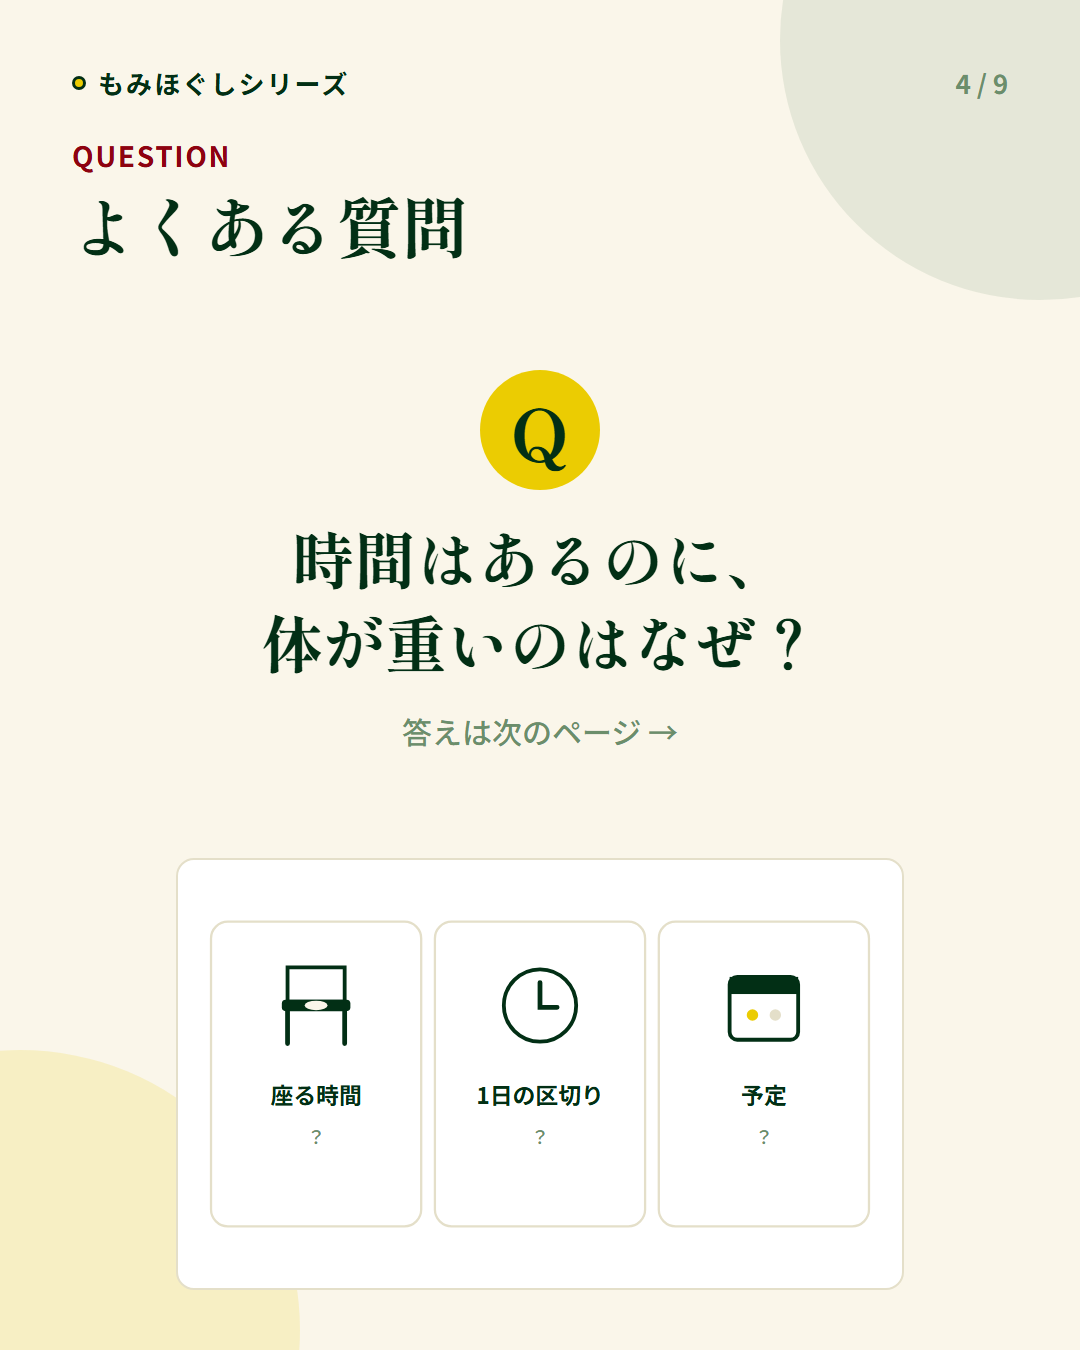 もみほぐしシリーズ
4 / 9
QUESTION
よくある質問
Q
時間はあるのに、
体が重いのはなぜ？
答えは次のページ →
座る時間
?
1日の区切り
?
予定
?